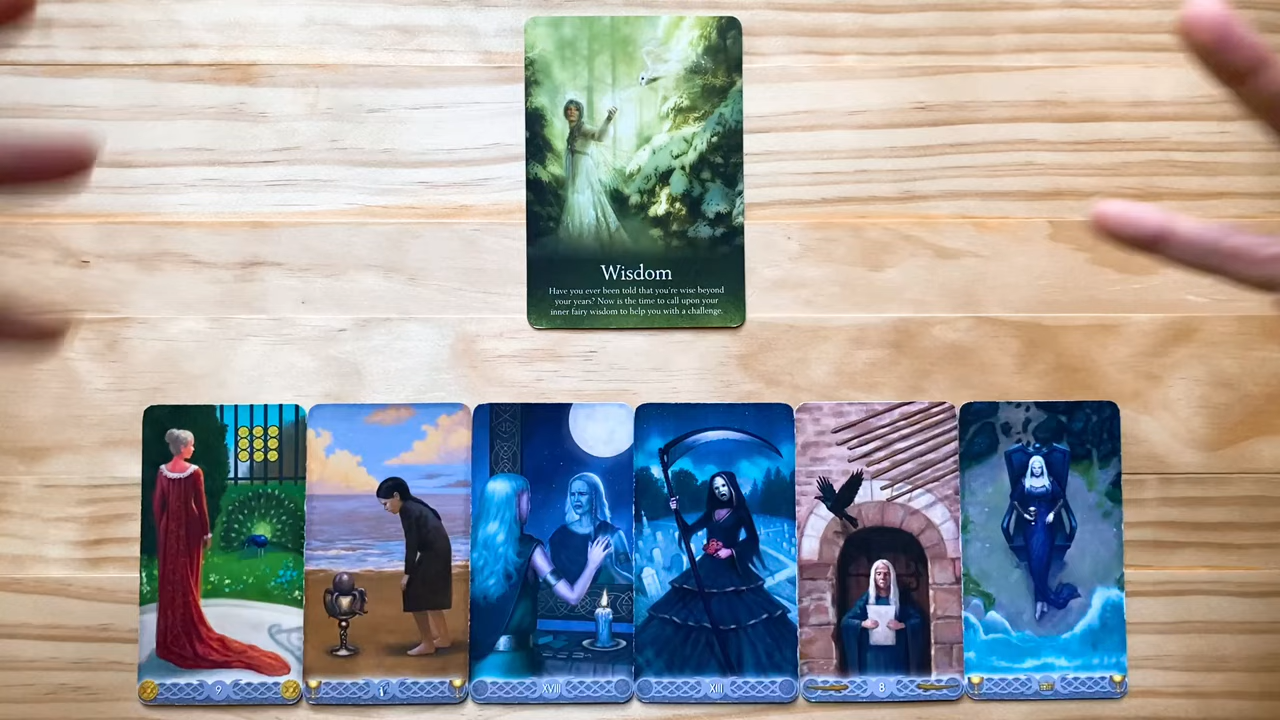 Wisdom
Have you ever been told that you're wise beyond
your years? Now is the time to call upon your
inner fairy wisdom to help you with a challenge.
9
XVIII
XIII
8